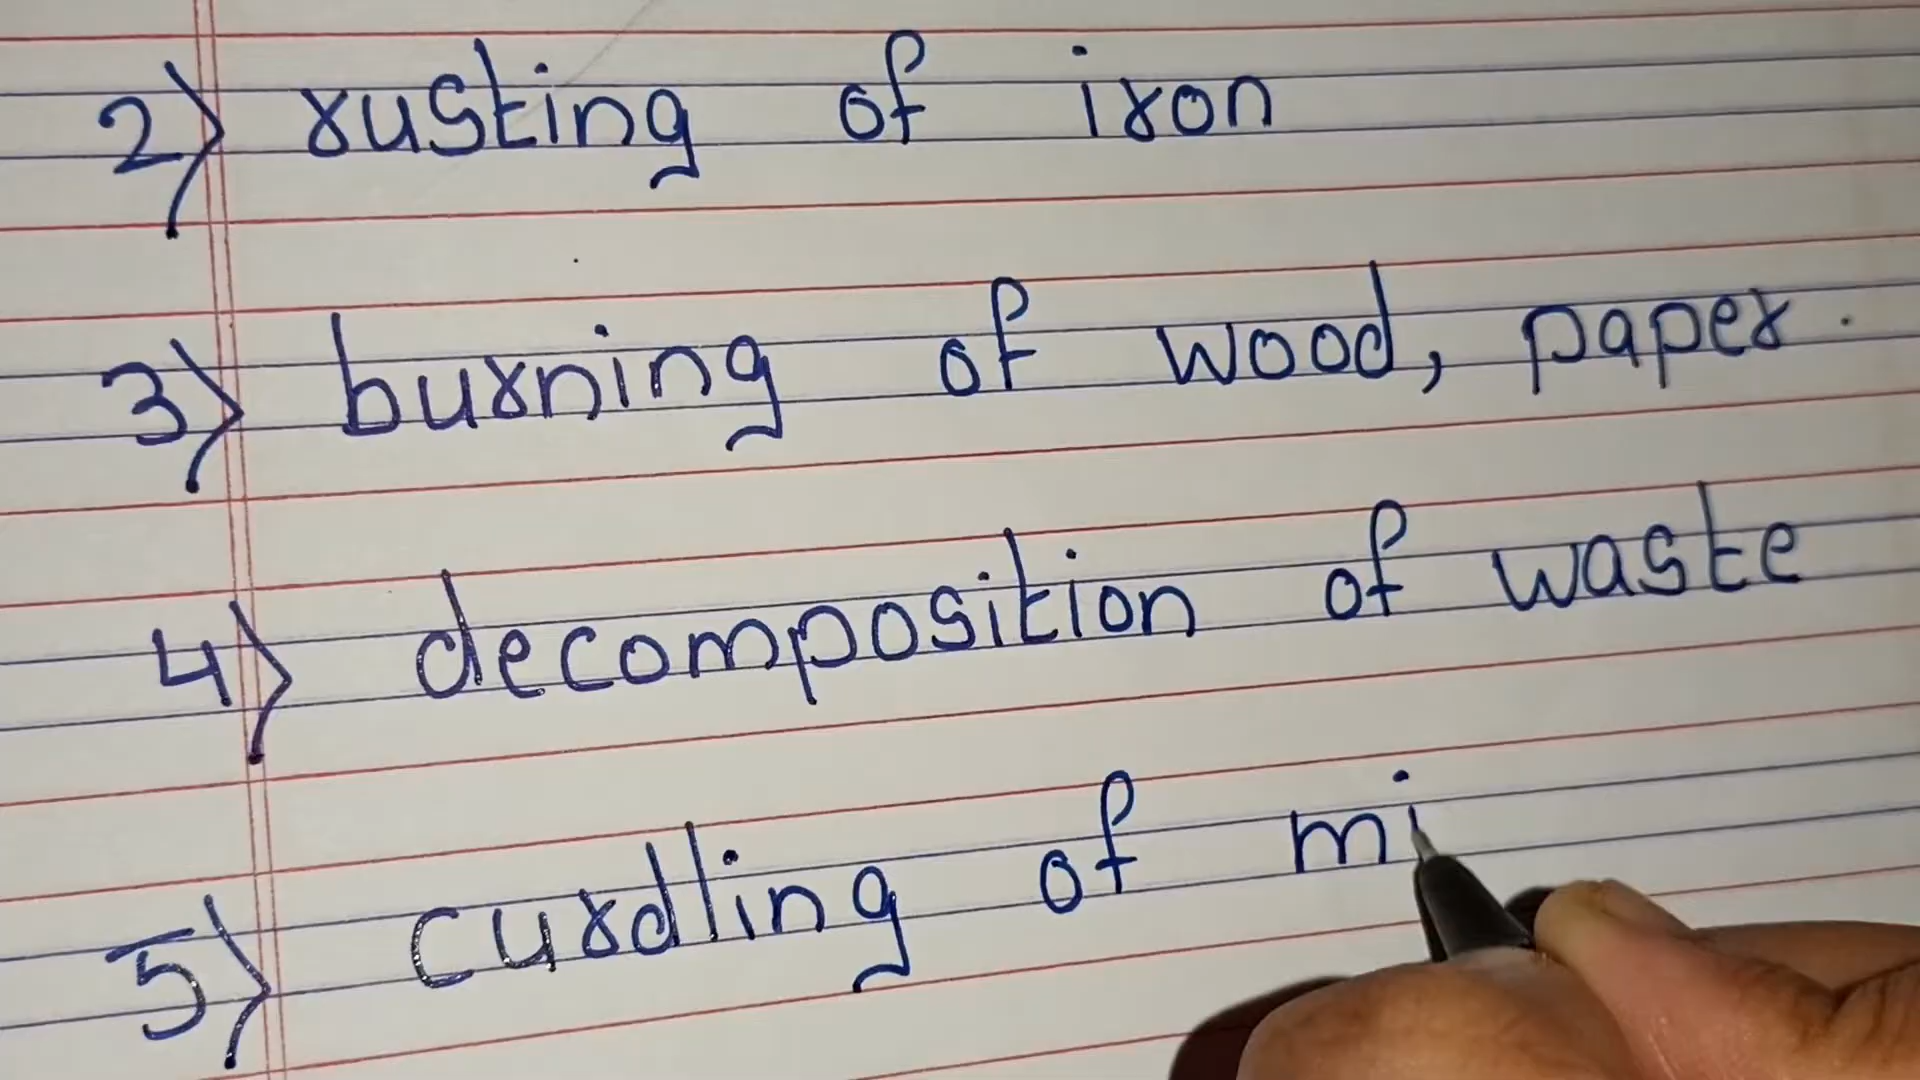 2) rusting of iron
3) burning of wood, paper.
4) decomposition of waste
5) curdling of mi